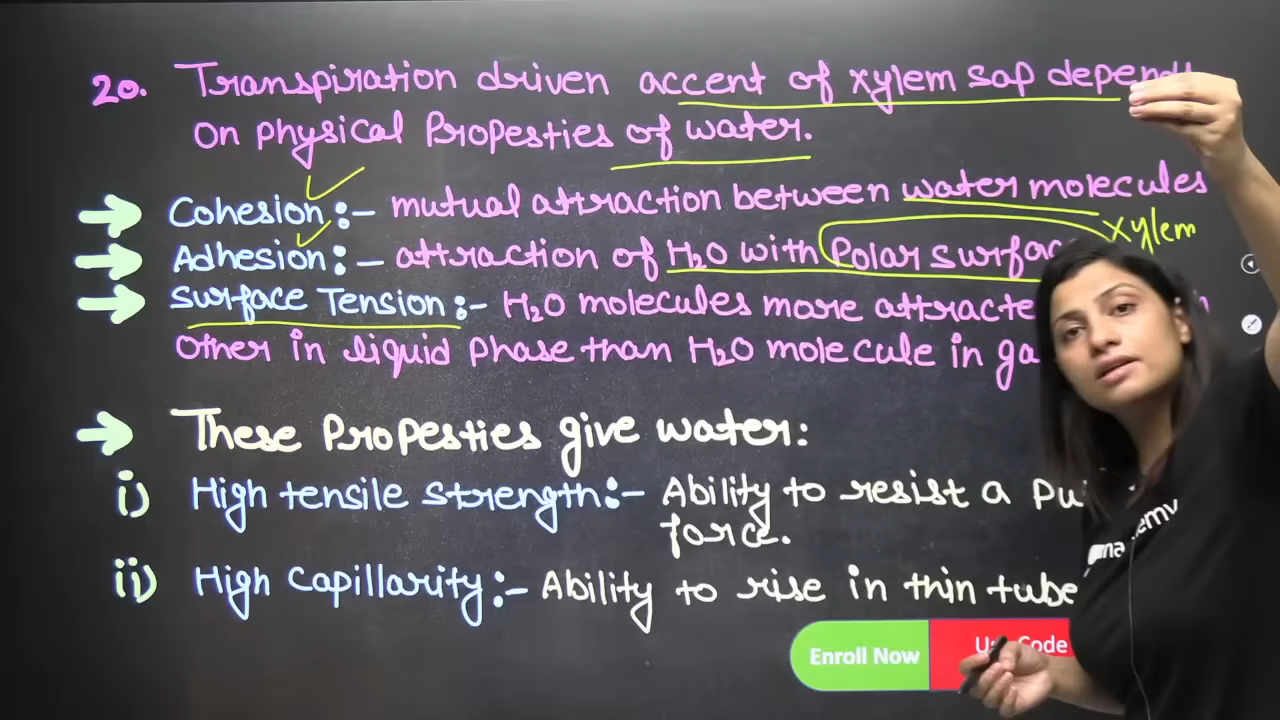 20. Transpiration driven accent of xylem sap depend
on physical Propesties of water.
Cohesion :- mutual attraction between water molecules
Adhesion :- attraction of H₂O with Polar surfac xylem
Surface Tension :- H₂O molecules more attracte
other in liquid phase than H₂O molecule in ga
These Propesties give water:
i) High tensile strength :- Ability to resist a pu
force.
ii) High Capillarity :- Ability to rise in thin tube
Enroll Now Code